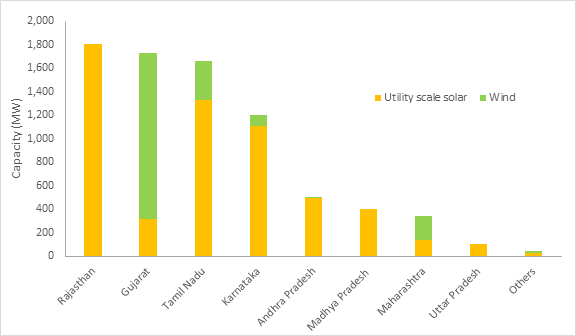 2,000
1,800
1,600
1,400
1,200
1,000
800
600
400
200
0
Capacity (MW)
Utility scale solar
Wind
Rajasthan
Gujarat
Tamil Nadu
Karnataka
Andhra Pradesh
Madhya Pradesh
Maharashtra
Uttar Pradesh
Others